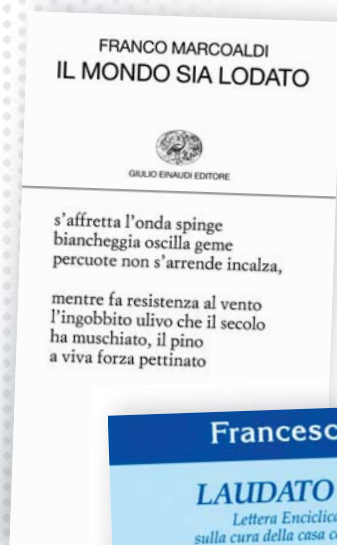 FRANCO MARCOALDI
IL MONDO SIA LODATO
GIULIO EINAUDI EDITORE
s'affretta l'onda spinge
biancheggia oscilla geme
percuote non s'arrende incalza,
mentre fa resistenza al vento
l'ingobbito ulivo che il secolo
ha muschiato, il pino
a viva forza pettinato
Francesc
LAUDATO
Lettera Enciclica
sulla cura della casa c